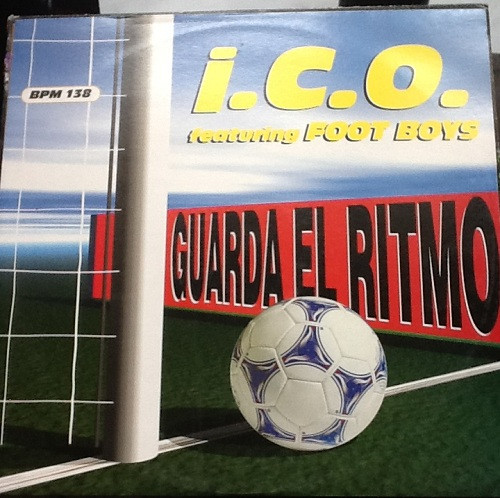 i.c.o.
BPM 138
featuring FOOT BOYS
GUARDA EL RITMO